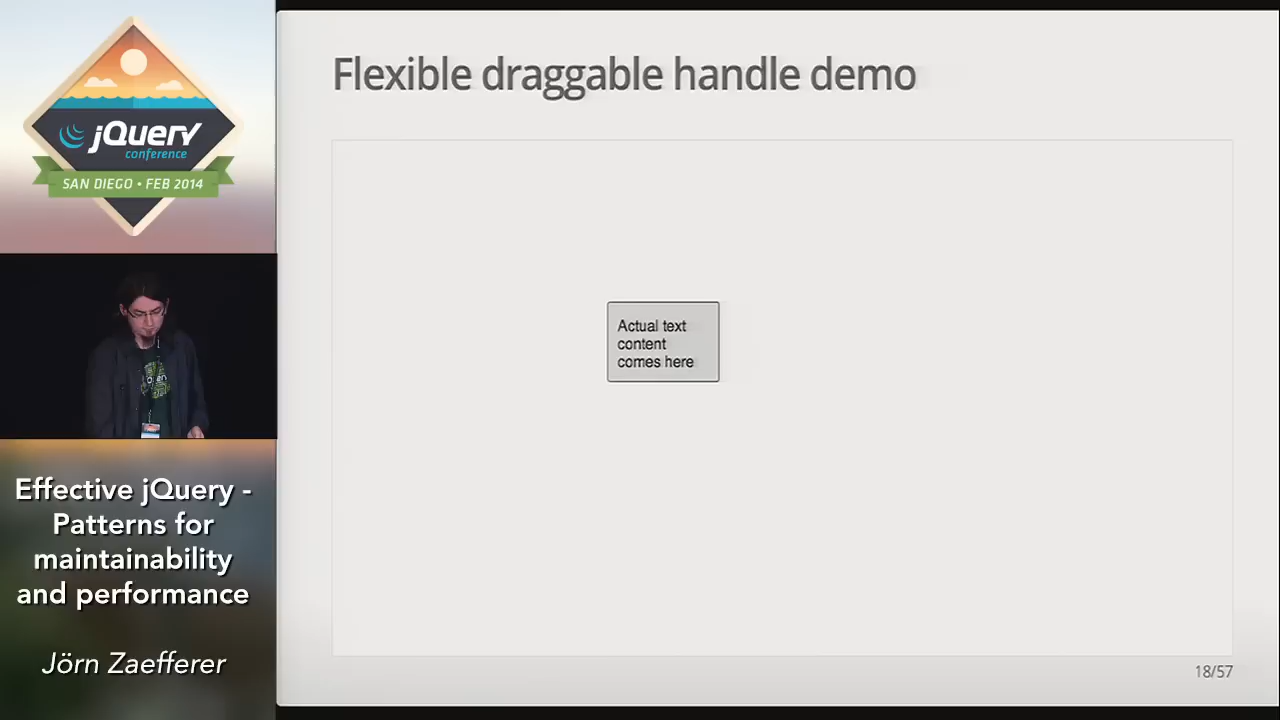 jQuery
conference
SAN DIEGO • FEB 2014
Effective jQuery -
Patterns for
maintainability
and performance
Jörn Zaefferer
Flexible draggable handle demo
Actual text
content
comes here
18/57